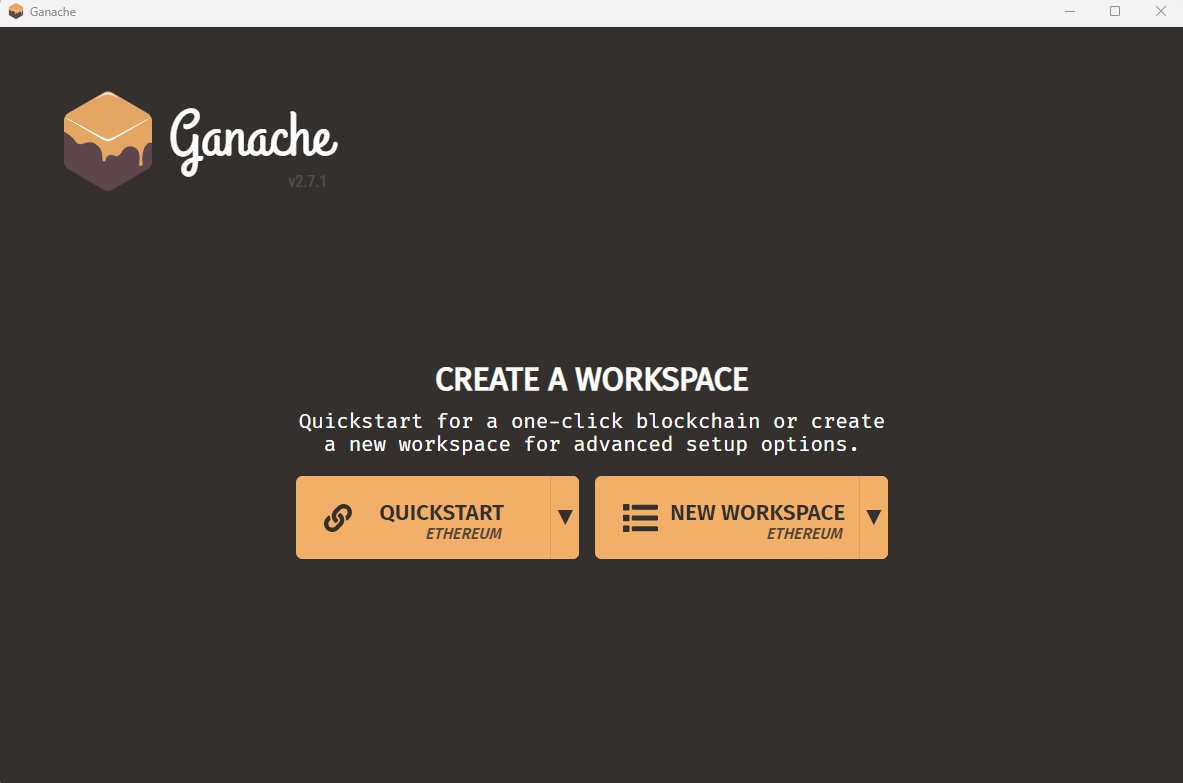 Ganache
Ganache
v2.7.1
CREATE A WORKSPACE
Quickstart for a one-click blockchain or create
a new workspace for advanced setup options.
QUICKSTART
ETHEREUM
NEW WORKSPACE
ETHEREUM